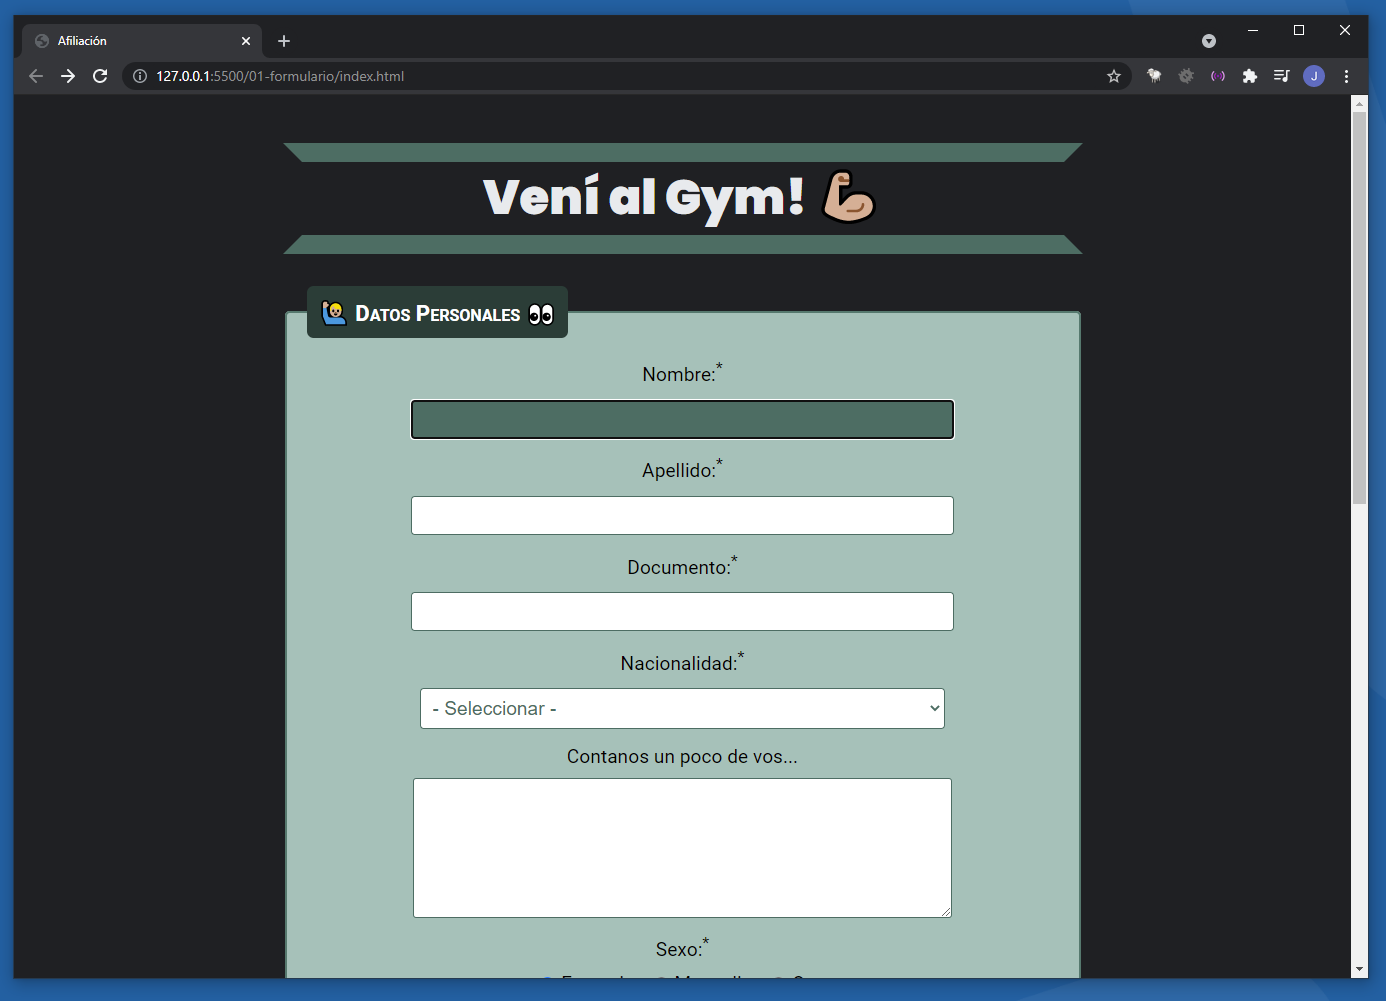 Afiliación
127.0.0.1:5500/01-formulario/index.html
J
Vení al Gym! 💪🏼
🙋🏼‍♂️ Datos Personales 👀
Nombre:*
Apellido:*
Documento:*
Nacionalidad:*
- Seleccionar -
Contanos un poco de vos...
Sexo:*